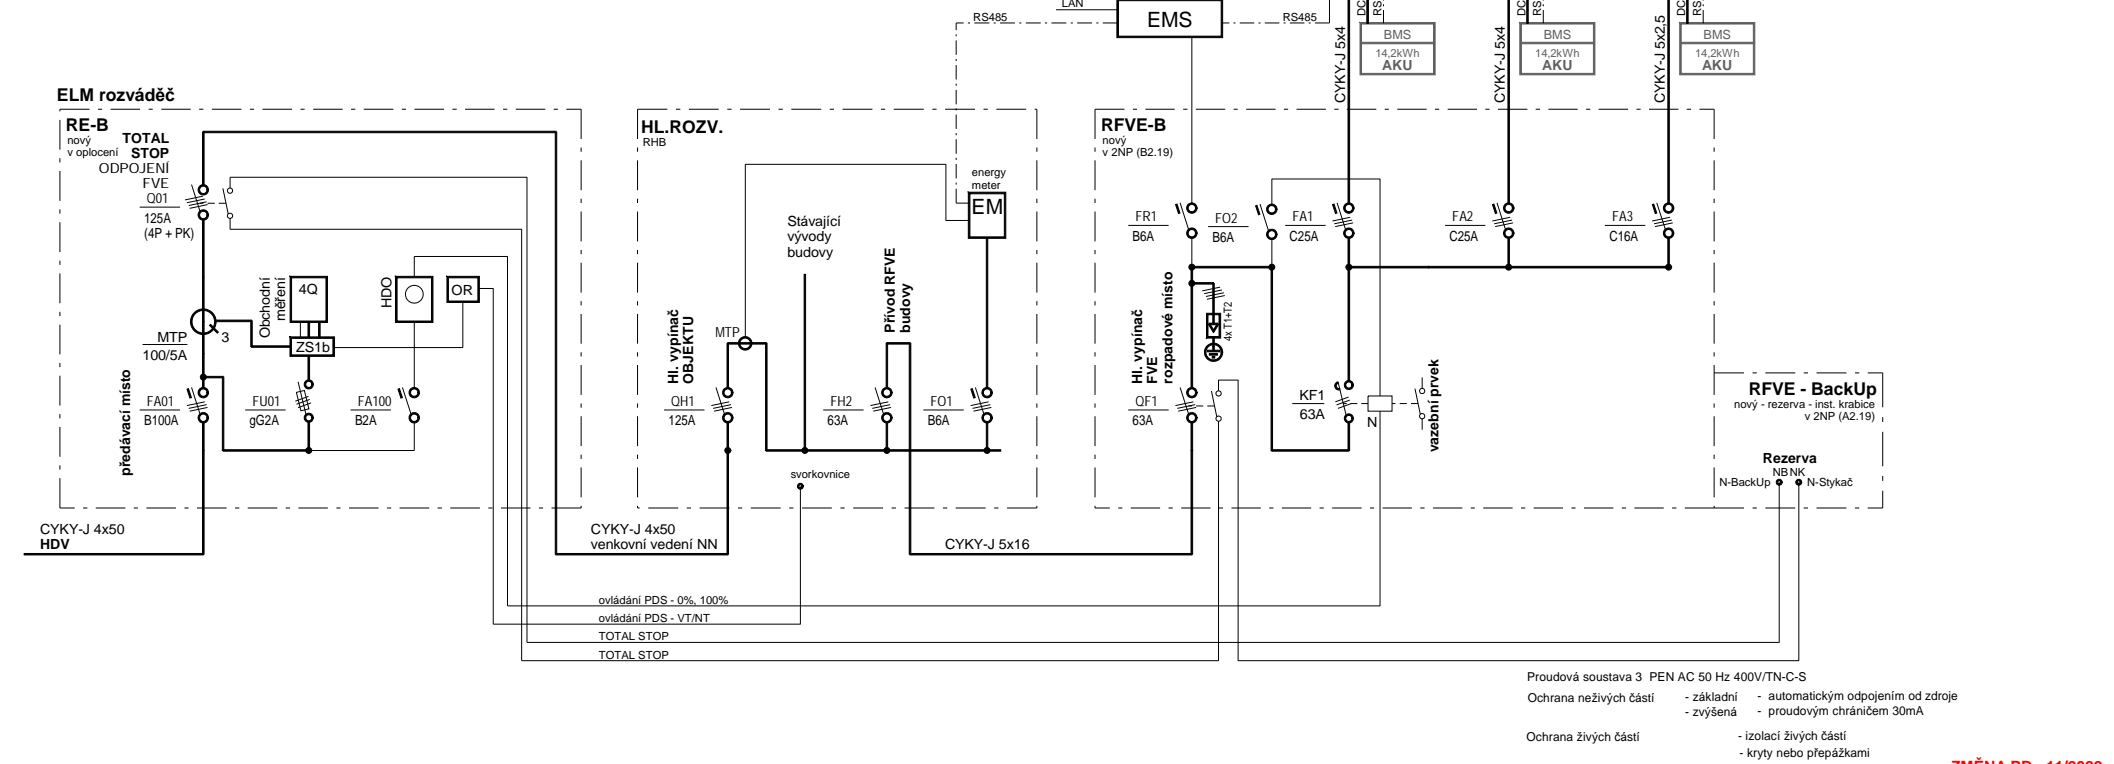 LAN
RS485
EMS
RS485
DC
RS
CYKY-J 5x4
BMS
14,2kWh
AKU
DC
RS
CYKY-J 5x4
BMS
14,2kWh
AKU
DC
RS
CYKY-J 5x2,5
BMS
14,2kWh
AKU
ELM rozváděč
RE-B
nový
v oplocení
TOTAL
STOP
ODPOJENÍ
FVE
Q01
125A
(4P + PK)
Obchodní
měření
4Q
HDO
OR
ZS1b
MTP
100/5A
3
předávací místo
FA01
B100A
FU01
gG2A
FA100
B2A
CYKY-J 4x50
HDV
HL.ROZV.
RHB
energy
meter
EM
Stávající
vývody
budovy
Přívod RFVE
budovy
Hl. vypínač
OBJEKTU
MTP
QH1
125A
FH2
63A
FO1
B6A
svorkovnice
CYKY-J 4x50
venkovní vedení NN
CYKY-J 5x16
RFVE-B
nový
v 2NP (B2.19)
FR1
B6A
FO2
B6A
FA1
C25A
FA2
C25A
FA3
C16A
Hl. vypínač
FVE
rozpadové místo
4x T1+T2
QF1
63A
KF1
63A
N
vazební prvek
RFVE - BackUp
nový - rezerva - inst. krabice
v 2NP (A2.19)
Rezerva
NB NK
N-BackUp
N-Stykač
ovládání PDS - 0%, 100%
ovládání PDS - VT/NT
TOTAL STOP
TOTAL STOP
Proudová soustava 3 PEN AC 50 Hz 400V/TN-C-S
Ochrana neživých částí - základní - automatickým odpojením od zdroje
- zvýšená - proudovým chráničem 30mA
Ochrana živých částí - izolací živých částí
- kryty nebo přepážkami